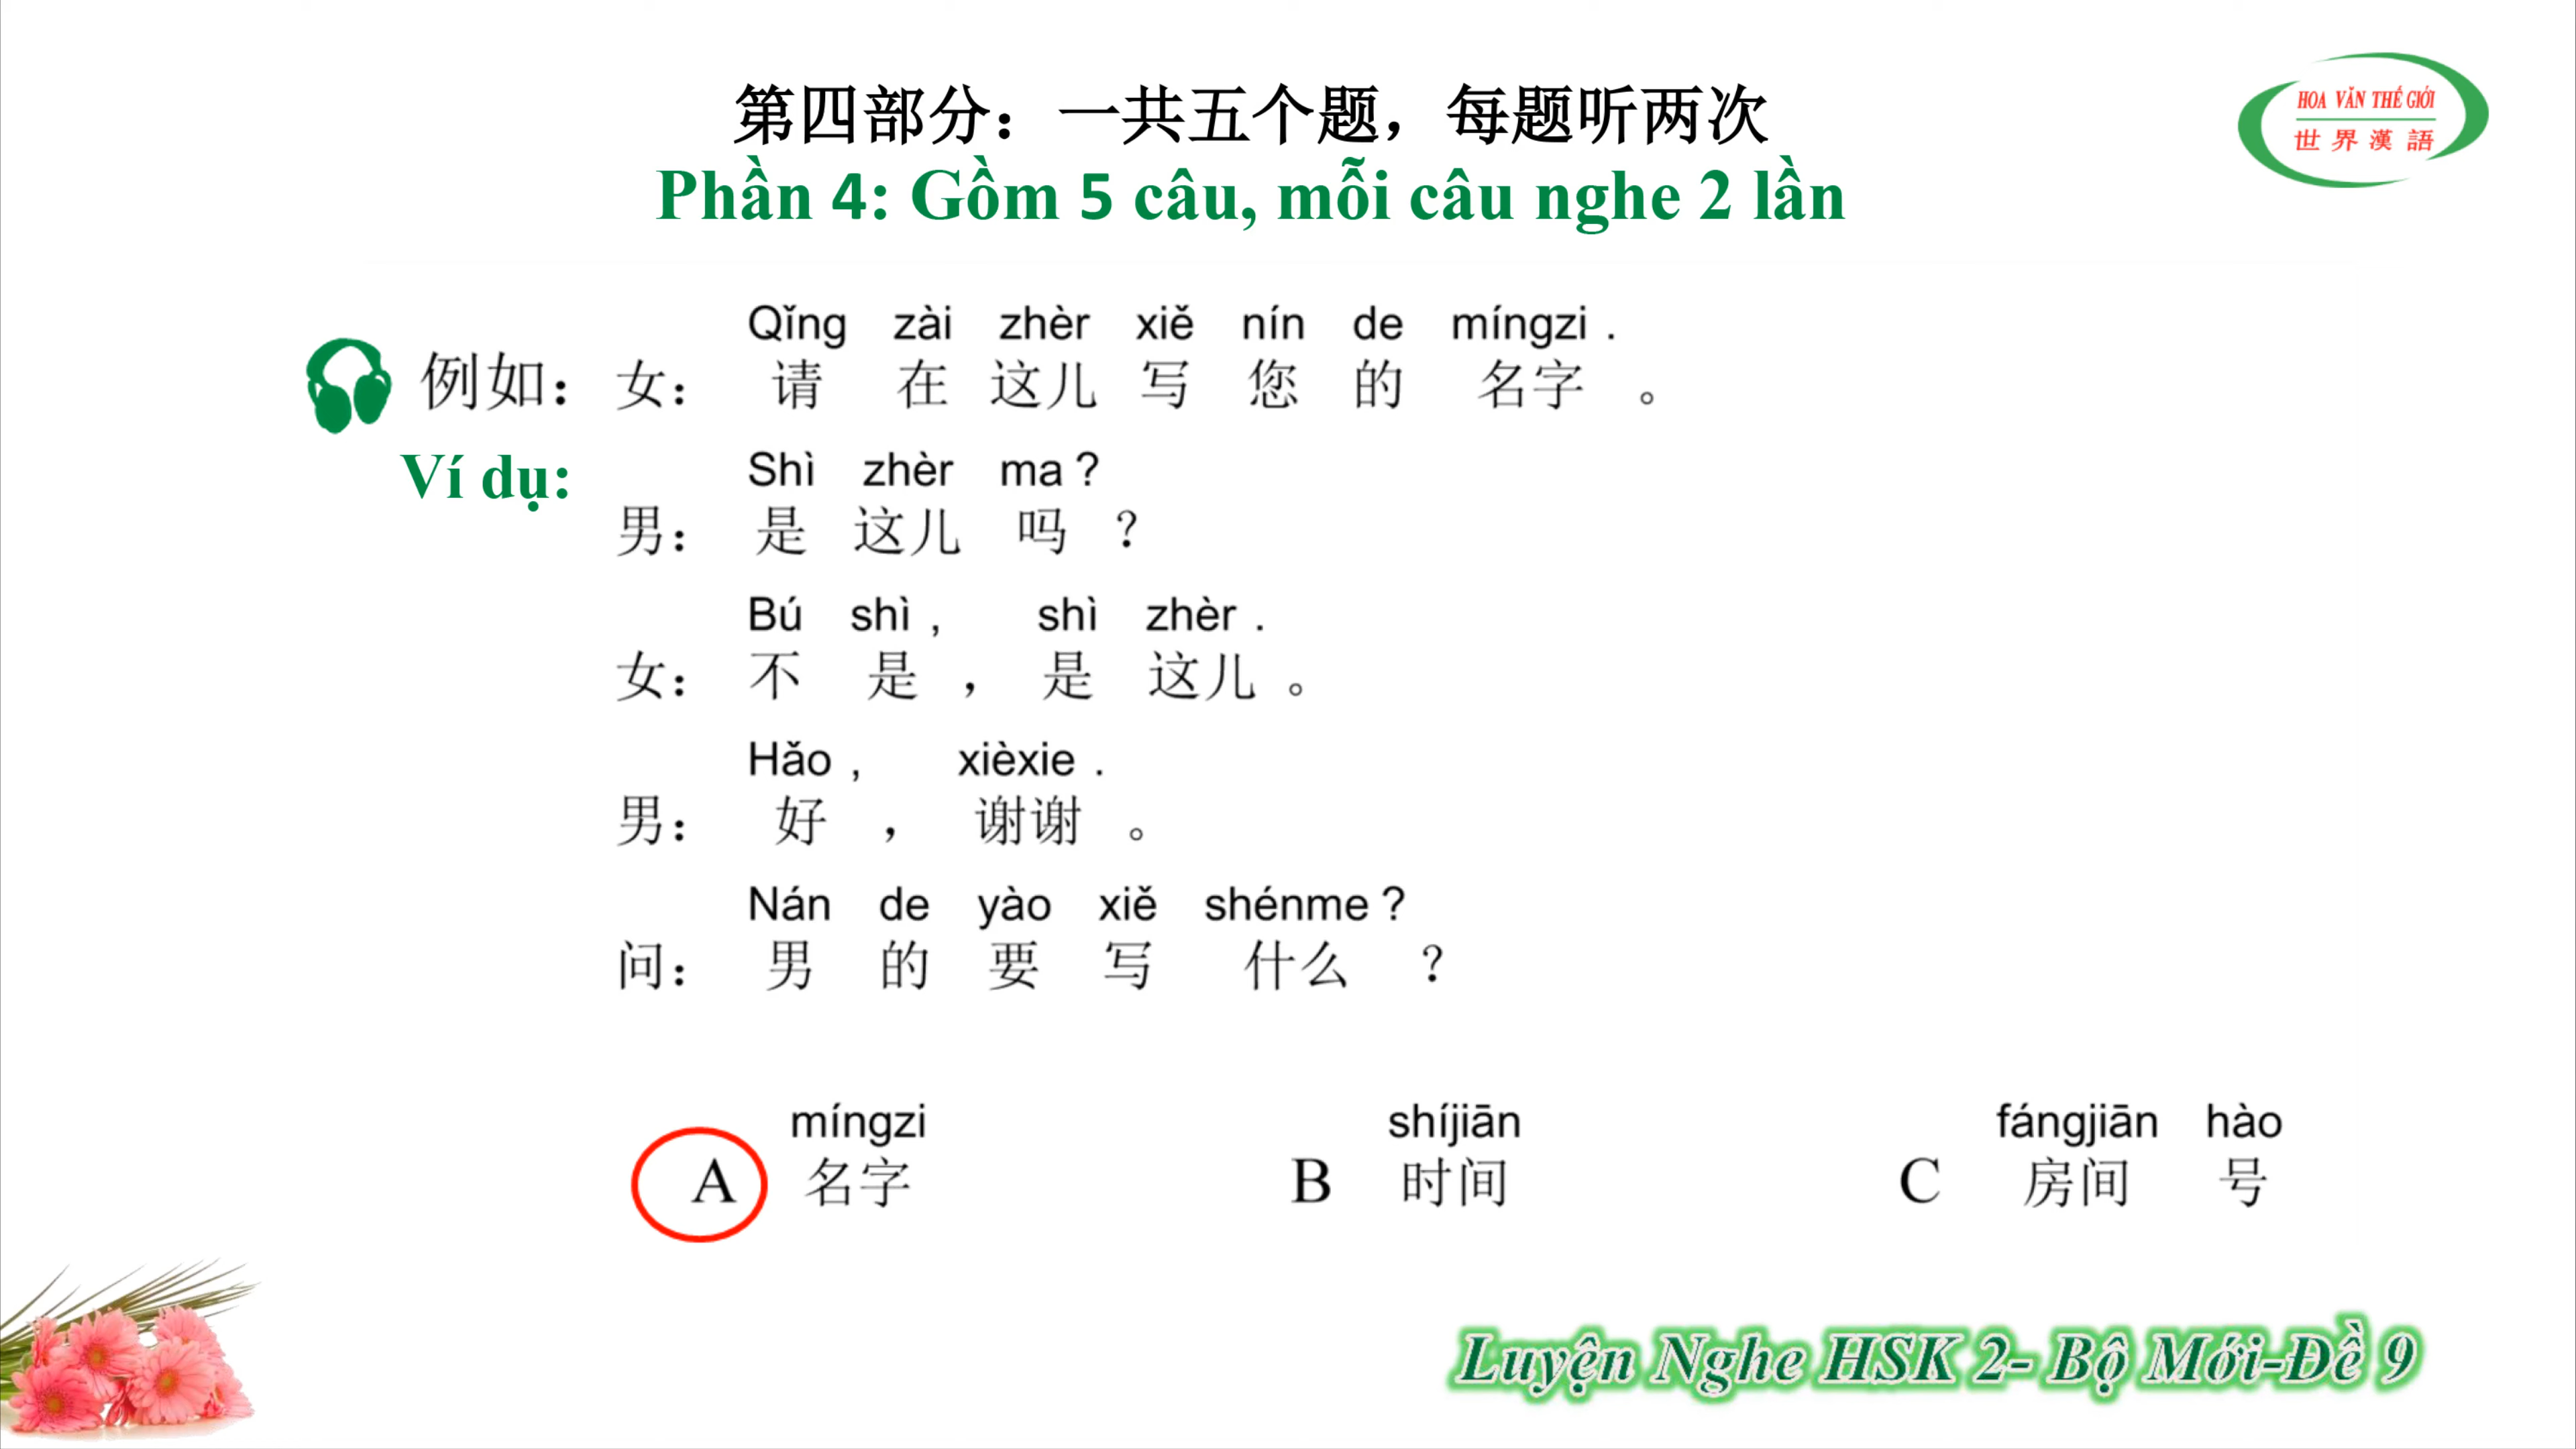 第四部分：一共五个题，每题听两次
HOA VĂN THẾ GIỚI
世界漢語
Phần 4: Gồm 5 câu, mỗi câu nghe 2 lần
Qǐng zài zhèr xiě nín de míngzi .
例如：女： 请 在 这儿 写 您 的 名字 。
Ví dụ:
Shì zhèr ma ?
男： 是 这儿 吗 ？
Bú shì , shì zhèr .
女： 不 是 ， 是 这儿 。
Hǎo , xièxie .
男： 好 ， 谢谢 。
Nán de yào xiě shénme ?
问： 男 的 要 写 什么 ？
míngzi shíjiān fángjiān hào
A 名字 B 时间 C 房间 号
Luyện Nghe HSK 2- Bộ Mới-Đề 9